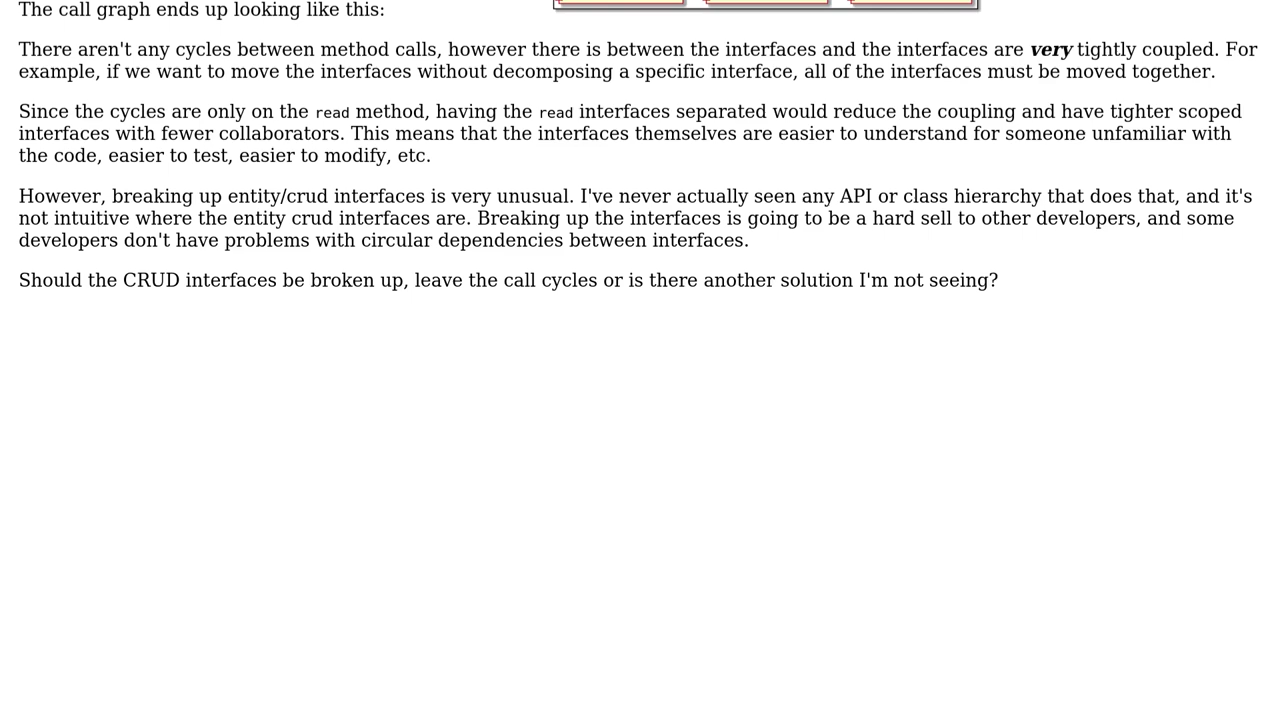 The call graph ends up looking like this:
There aren't any cycles between method calls, however there is between the interfaces and the interfaces are very tightly coupled. For
example, if we want to move the interfaces without decomposing a specific interface, all of the interfaces must be moved together.
Since the cycles are only on the read method, having the read interfaces separated would reduce the coupling and have tighter scoped
interfaces with fewer collaborators. This means that the interfaces themselves are easier to understand for someone unfamiliar with
the code, easier to test, easier to modify, etc.
However, breaking up entity/crud interfaces is very unusual. I've never actually seen any API or class hierarchy that does that, and it's
not intuitive where the entity crud interfaces are. Breaking up the interfaces is going to be a hard sell to other developers, and some
developers don't have problems with circular dependencies between interfaces.
Should the CRUD interfaces be broken up, leave the call cycles or is there another solution I'm not seeing?